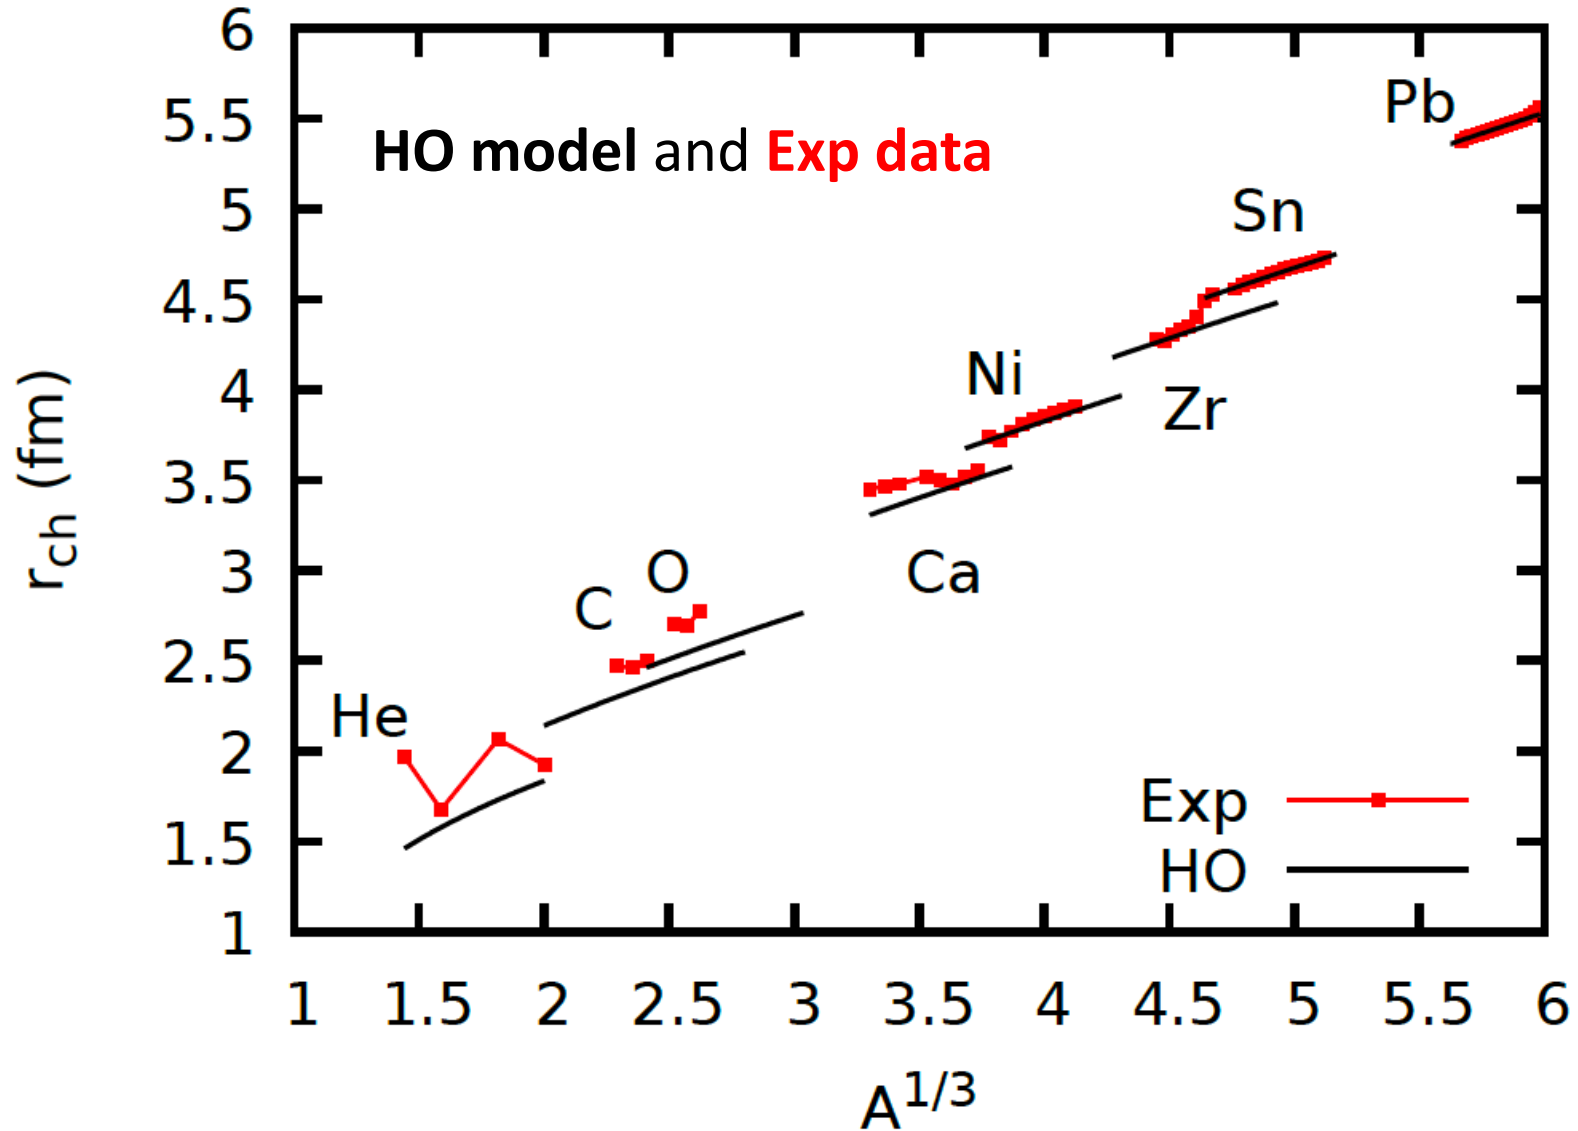 6
5.5
5
4.5
4
3.5
3
2.5
2
1.5
1
r_ch (fm)
HO model and Exp data
Pb
Sn
Ni
Zr
O
C
Ca
He
Exp
HO
1 1.5 2 2.5 3 3.5 4 4.5 5 5.5 6
A^1/3